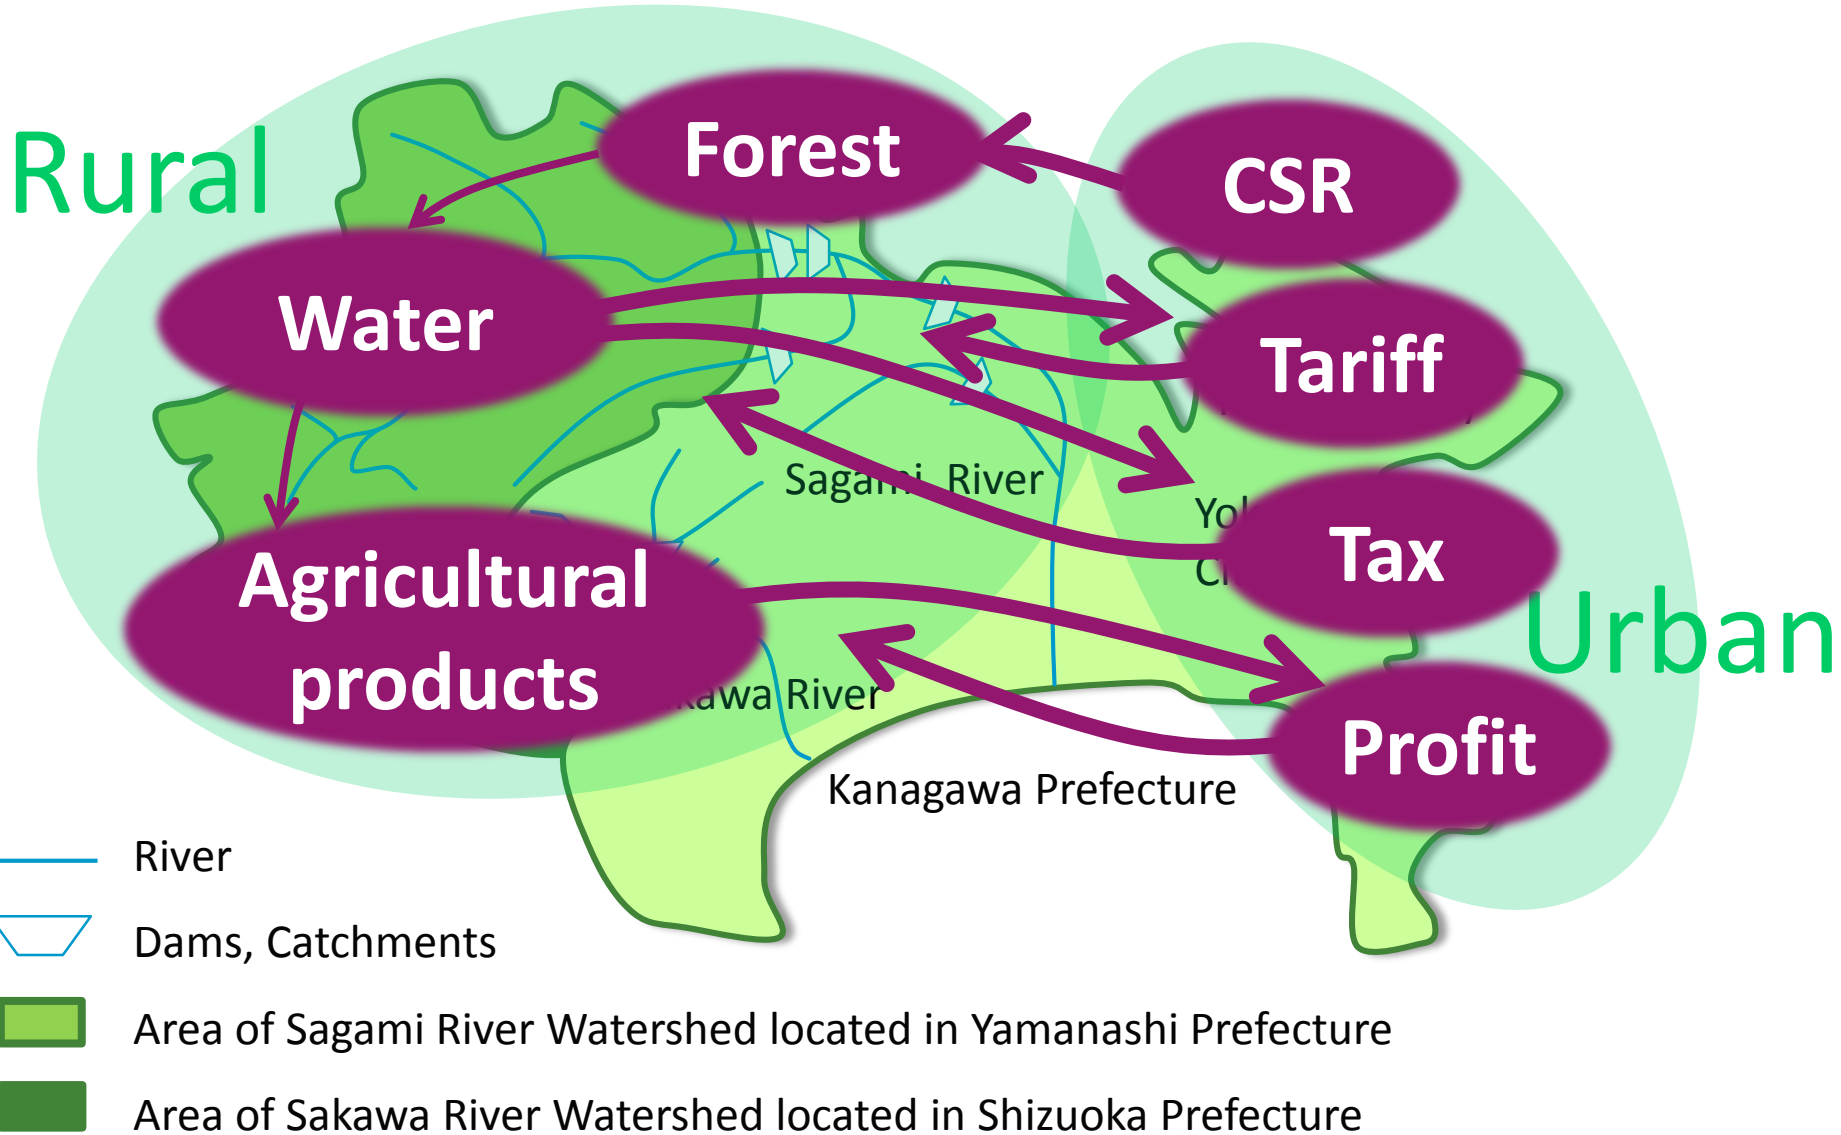 Rural
Forest
CSR
Water
Tariff
Sagami River
Tax
Agricultural
products
Urban
River
Profit
Kanagawa Prefecture
River
Dams, Catchments
Area of Sagami River Watershed located in Yamanashi Prefecture
Area of Sakawa River Watershed located in Shizuoka Prefecture